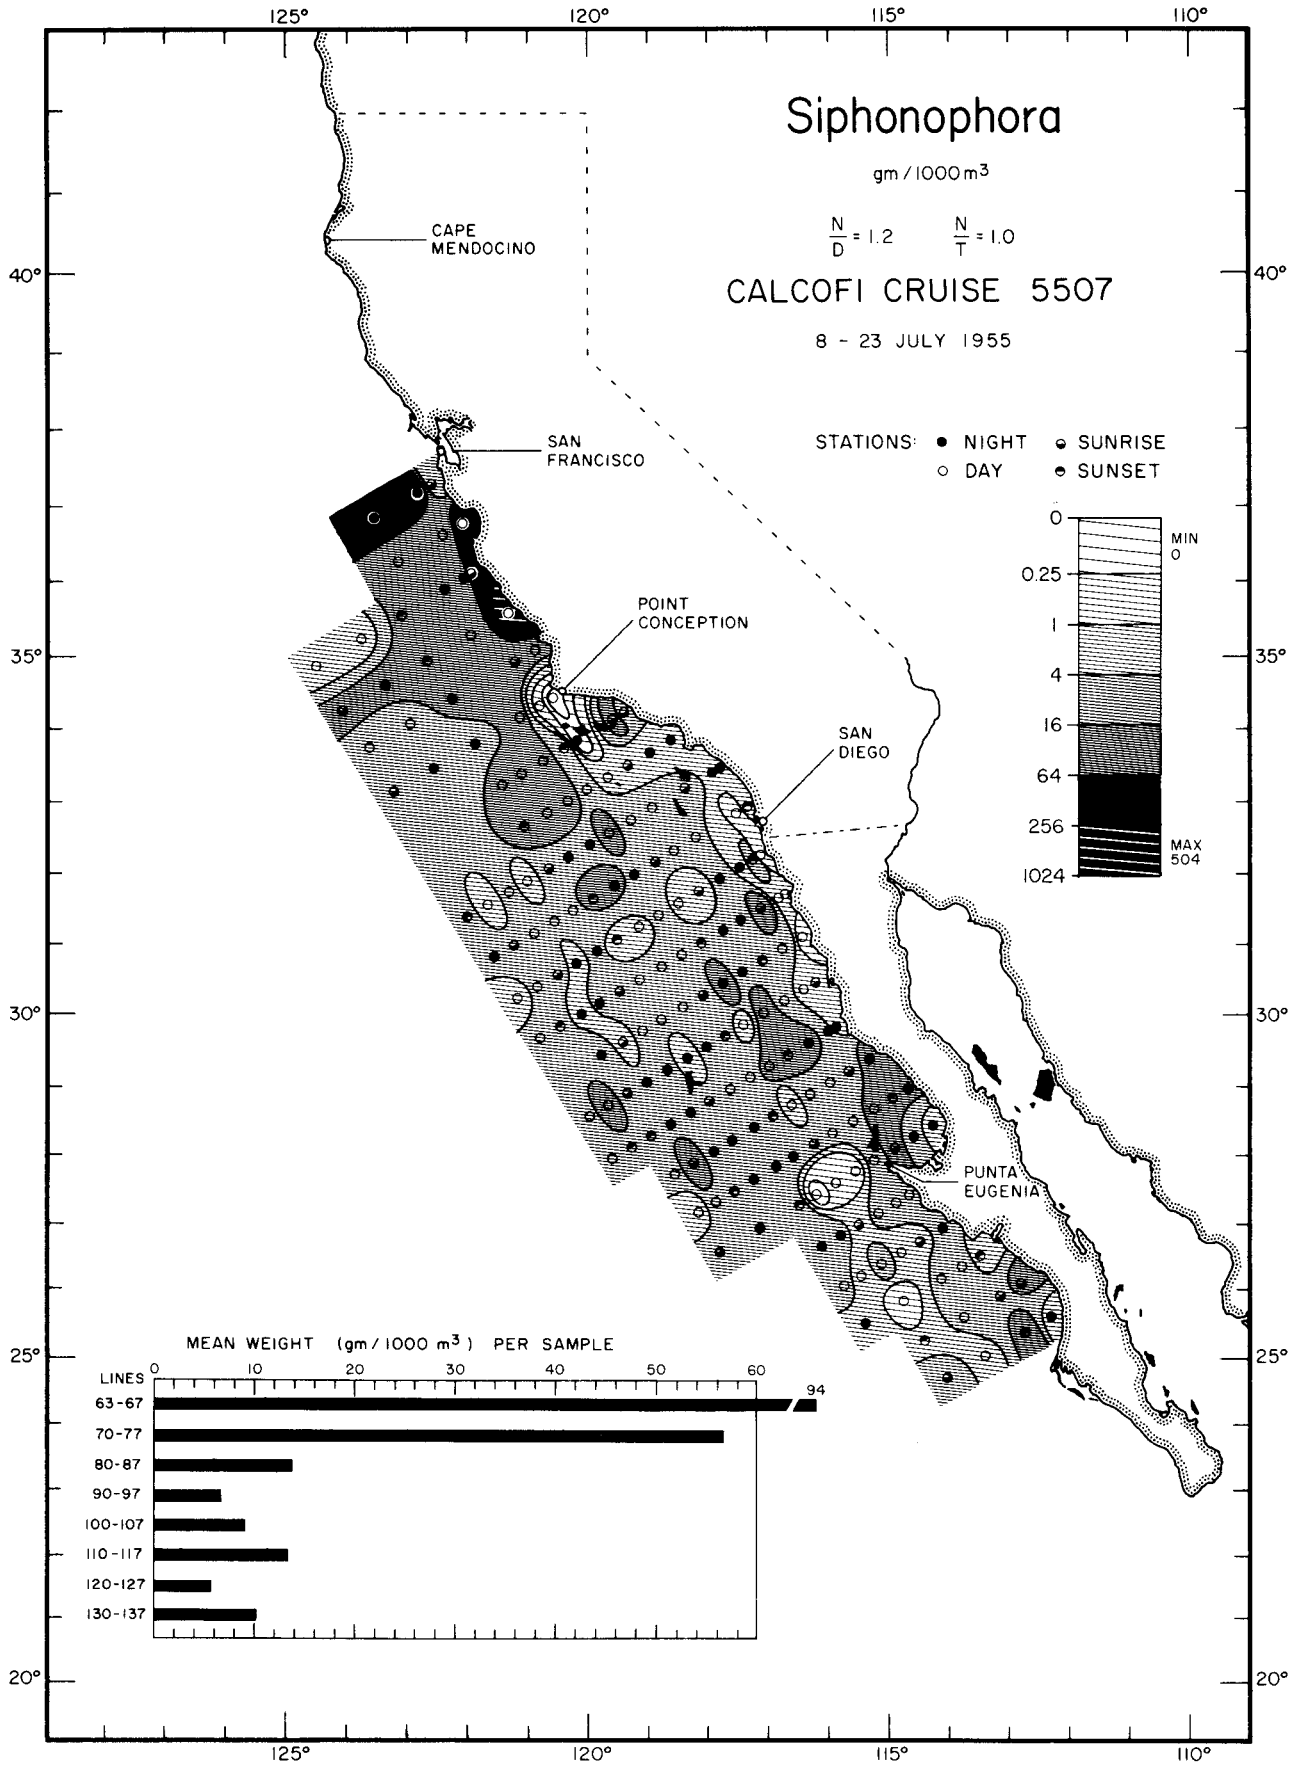 125° 120° 115° 110°
Siphonophora
gm/1000m³
N/D = 1.2 N/T = 1.0
CALCOFI CRUISE 5507
8 - 23 JULY 1955
CAPE
MENDOCINO
40° 40°
STATIONS: ● NIGHT SUNRISE
○ DAY SUNSET
SAN
FRANCISCO
0
MIN
0
0.25
1
4
16
64
256
MAX
504
1024
POINT
CONCEPTION
35° 35°
SAN
DIEGO
30° 30°
PUNTA
EUGENIA
25° 25°
MEAN WEIGHT (gm/1000 m³) PER SAMPLE
LINES 0 10 20 30 40 50 60
63-67 94
70-77
80-87
90-97
100-107
110-117
120-127
130-137
20° 20°
125° 120° 115° 110°